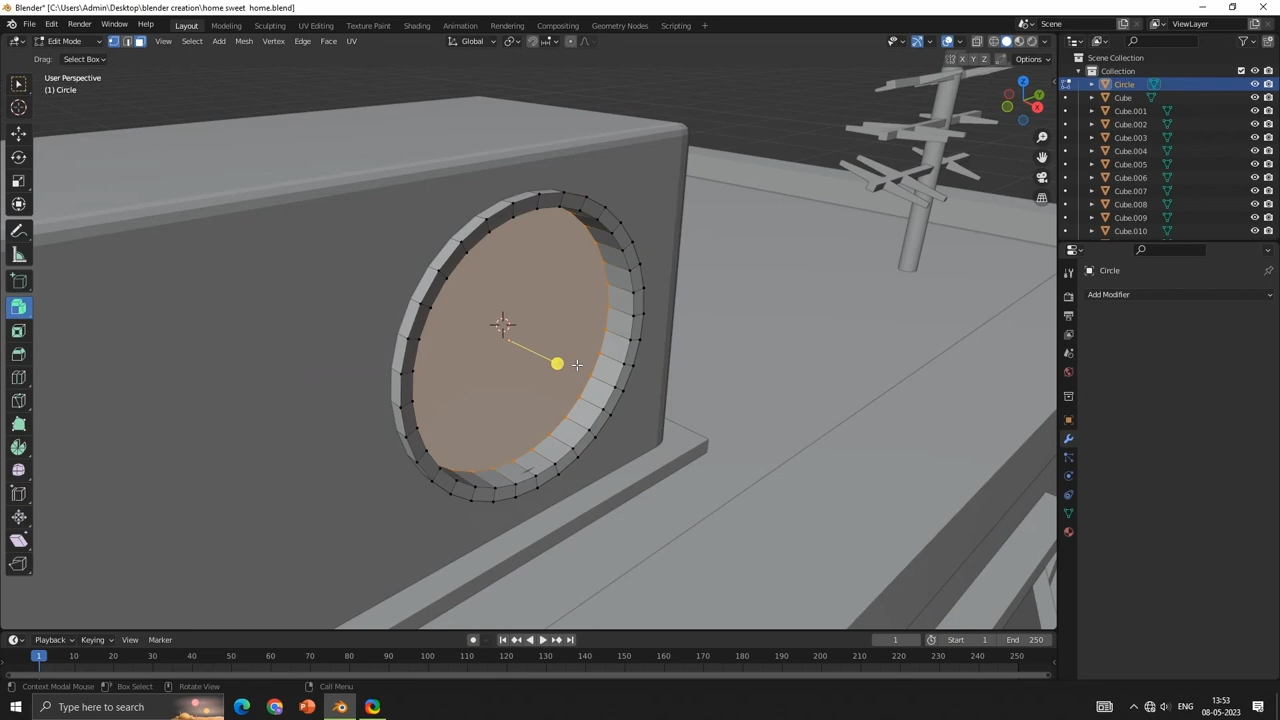 Blender* [C:\Users\Admin\Desktop\blender creation\home sweet home.blend]
File Edit Render Window Help Layout Modeling Sculpting UV Editing Texture Paint Shading Animation Rendering Compositing Geometry Nodes Scripting + Scene ViewLayer
Edit Mode View Select Add Mesh Vertex Edge Face UV Global
Drag: Select Box X Y Z Options
User Perspective
(1) Circle
Z
Y
X
Scene Collection
Collection
Circle
Cube
Cube.001
Cube.002
Cube.003
Cube.004
Cube.005
Cube.006
Cube.007
Cube.008
Cube.009
Cube.010
Circle
Add Modifier
Playback Keying View Marker 1 Start 1 End 250
1 10 20 30 40 50 60 70 80 90 100 110 120 130 140 150 160 170 180 190 200 210 220 230 240 250
Context Modal Mouse Box Select Rotate View Call Menu
Type here to search ENG 13:53
08-05-2023